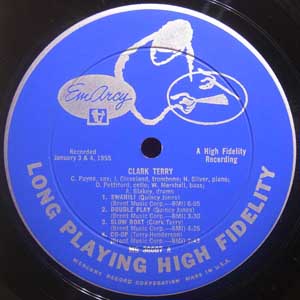 EmArcy
Recorded
January 3 & 4, 1955
A High Fidelity
Recording
CLARK TERRY
C. Payne, sax; J. Cleveland, trombone; H. Silver, piano;
O. Pettiford, cello; W. Marshall, bass;
A. Blakey, drums
1. SWAHILI (Quincy Jones)
(Brent Music Corp.—BMI) 6:05
2. DOUBLE PLAY (Quincy Jones)
(Brent Music Corp.—BMI) 3:30
3. SLOW BOAT (Clark Terry)
(Brent Music Corp.—BMI)
4. CO-OP (Terry-Henderson)
(Brent Music Corp.—BMI)
MG 36007 A
LONG PLAYING HIGH FIDELITY
MERCURY RECORD CORPORATION MADE IN U.S.A.